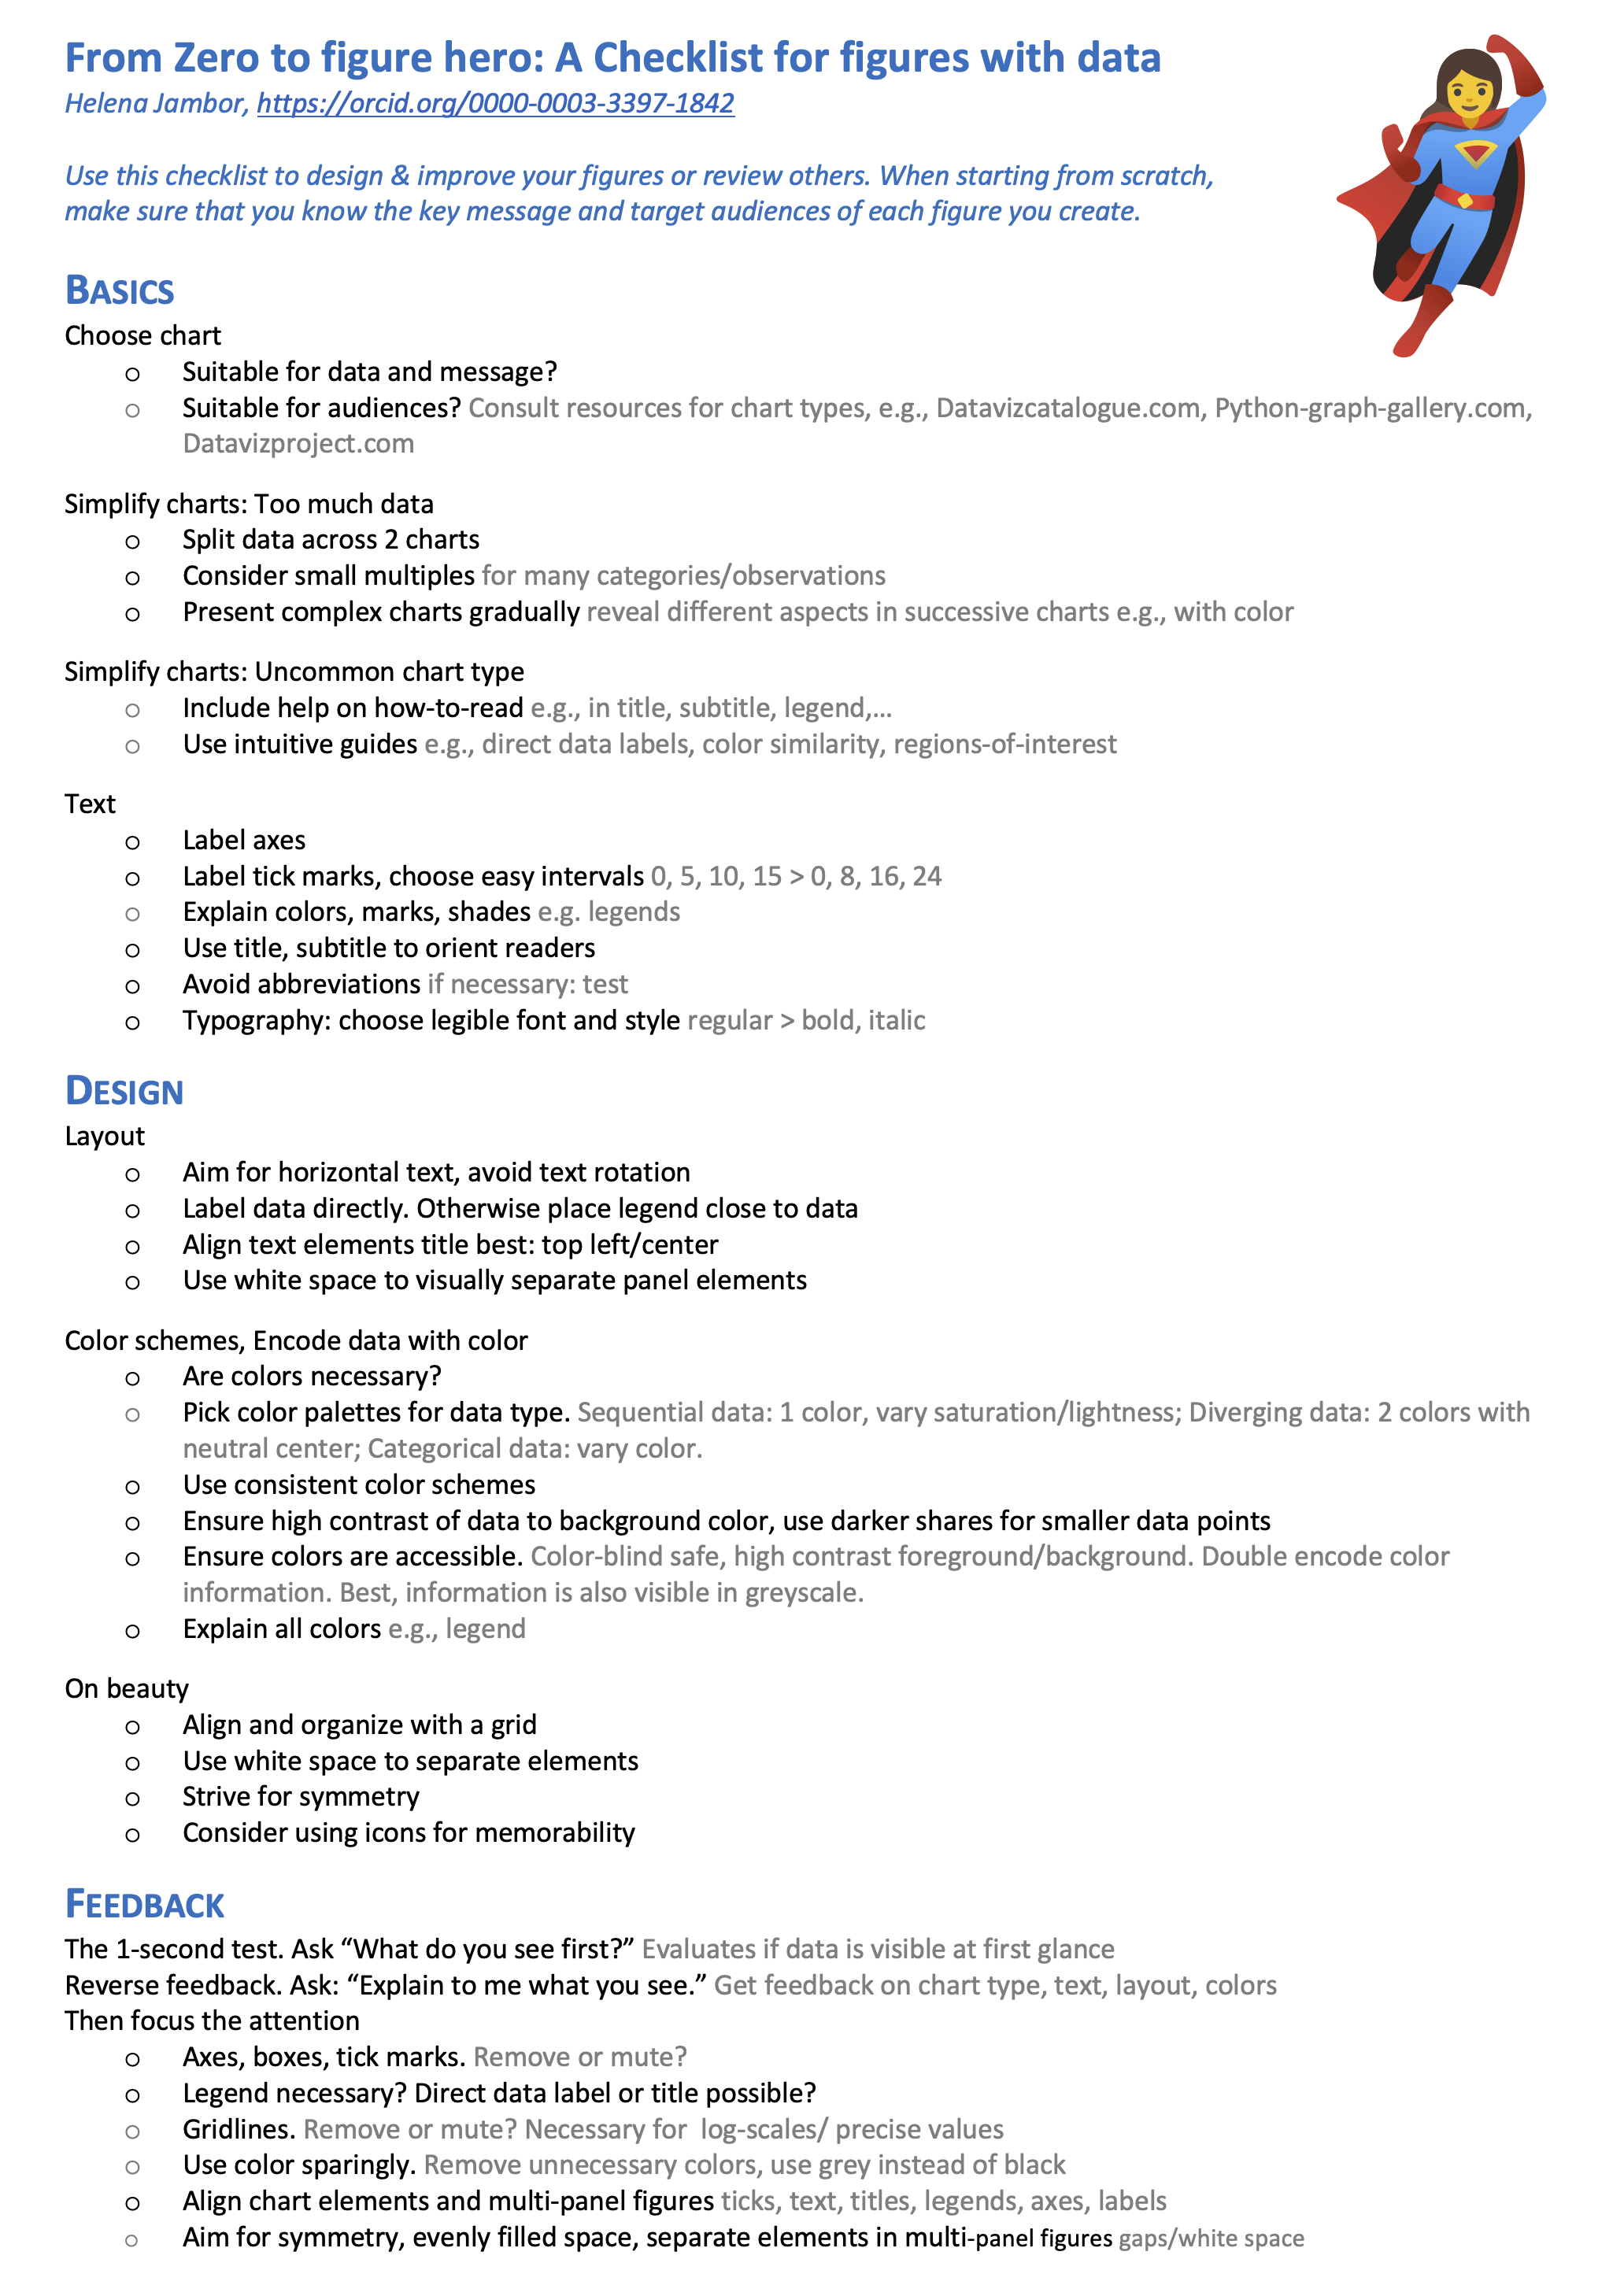 From Zero to figure hero: A Checklist for figures with data
Helena Jambor, https://orcid.org/0000-0003-3397-1842
Use this checklist to design & improve your figures or review others. When starting from scratch,
make sure that you know the key message and target audiences of each figure you create.
BASICS
Choose chart
o Suitable for data and message?
o Suitable for audiences? Consult resources for chart types, e.g., Datavizcatalogue.com, Python-graph-gallery.com,
Datavizproject.com
Simplify charts: Too much data
o Split data across 2 charts
o Consider small multiples for many categories/observations
o Present complex charts gradually reveal different aspects in successive charts e.g., with color
Simplify charts: Uncommon chart type
o Include help on how-to-read e.g., in title, subtitle, legend,...
o Use intuitive guides e.g., direct data labels, color similarity, regions-of-interest
Text
o Label axes
o Label tick marks, choose easy intervals 0, 5, 10, 15 > 0, 8, 16, 24
o Explain colors, marks, shades e.g. legends
o Use title, subtitle to orient readers
o Avoid abbreviations if necessary: test
o Typography: choose legible font and style regular > bold, italic
DESIGN
Layout
o Aim for horizontal text, avoid text rotation
o Label data directly. Otherwise place legend close to data
o Align text elements title best: top left/center
o Use white space to visually separate panel elements
Color schemes, Encode data with color
o Are colors necessary?
o Pick color palettes for data type. Sequential data: 1 color, vary saturation/lightness; Diverging data: 2 colors with
neutral center; Categorical data: vary color.
o Use consistent color schemes
o Ensure high contrast of data to background color, use darker shares for smaller data points
o Ensure colors are accessible. Color-blind safe, high contrast foreground/background. Double encode color
information. Best, information is also visible in greyscale.
o Explain all colors e.g., legend
On beauty
o Align and organize with a grid
o Use white space to separate elements
o Strive for symmetry
o Consider using icons for memorability
FEEDBACK
The 1-second test. Ask “What do you see first?” Evaluates if data is visible at first glance
Reverse feedback. Ask: “Explain to me what you see.” Get feedback on chart type, text, layout, colors
Then focus the attention
o Axes, boxes, tick marks. Remove or mute?
o Legend necessary? Direct data label or title possible?
o Gridlines. Remove or mute? Necessary for  log-scales/ precise values
o Use color sparingly. Remove unnecessary colors, use grey instead of black
o Align chart elements and multi-panel figures ticks, text, titles, legends, axes, labels
o Aim for symmetry, evenly filled space, separate elements in multi-panel figures gaps/white space